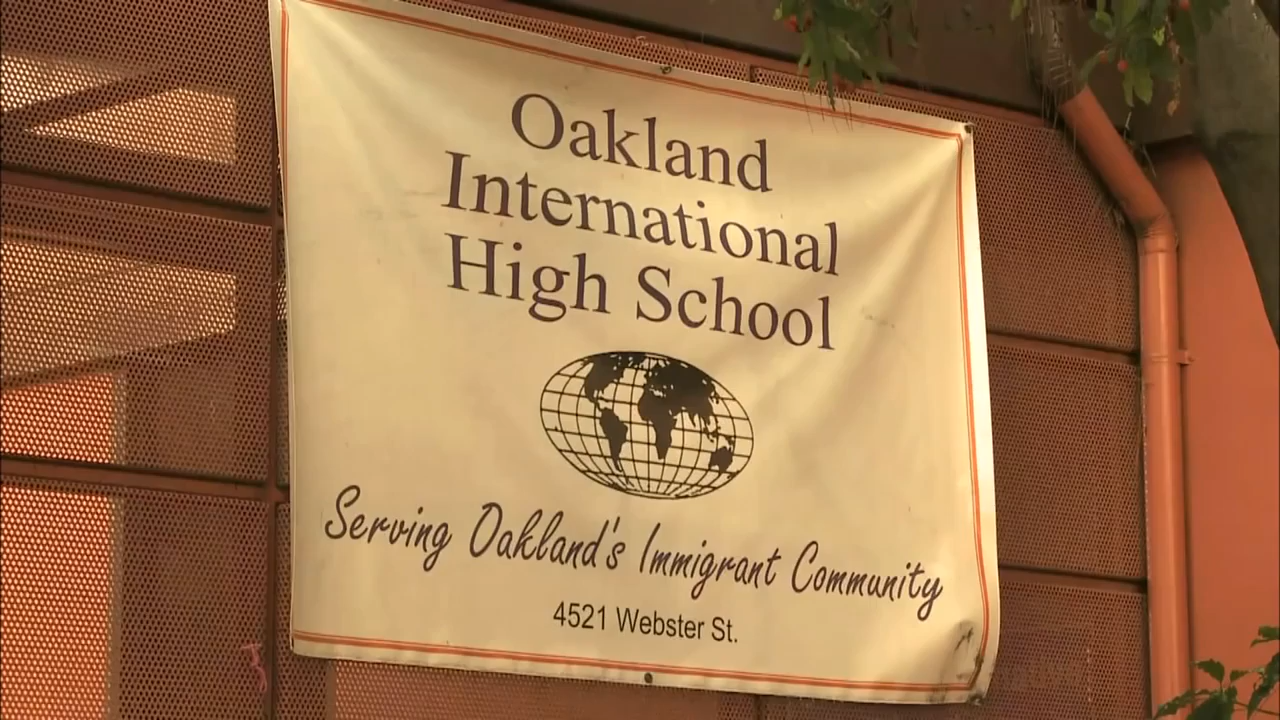 Oakland
International
High School
Serving Oakland's Immigrant Community
4521 Webster St.